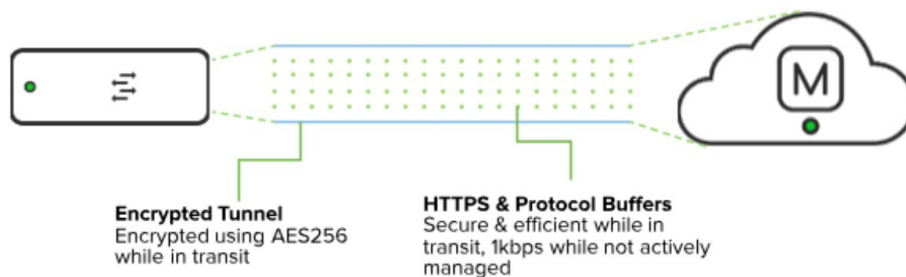 M
Encrypted Tunnel
Encrypted using AES256
while in transit
HTTPS & Protocol Buffers
Secure & efficient while in
transit, 1kbps while not actively
managed